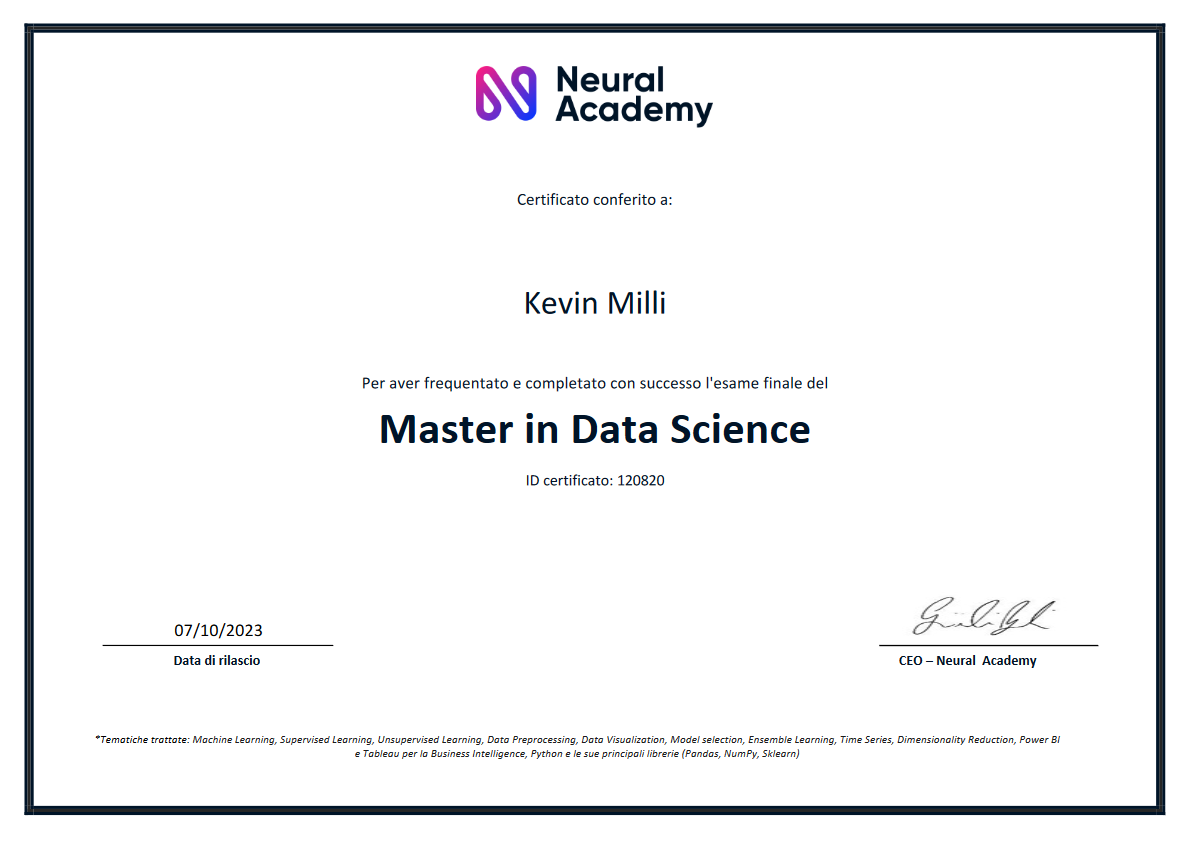 Neural
Academy
Certificato conferito a:
Kevin Milli
Per aver frequentato e completato con successo l'esame finale del
Master in Data Science
ID certificato: 120820
07/10/2023
Data di rilascio
CEO – Neural  Academy
*Tematiche trattate: Machine Learning, Supervised Learning, Unsupervised Learning, Data Preprocessing, Data Visualization, Model selection, Ensemble Learning, Time Series, Dimensionality Reduction, Power BI
e Tableau per la Business Intelligence, Python e le sue principali librerie (Pandas, NumPy, Sklearn)